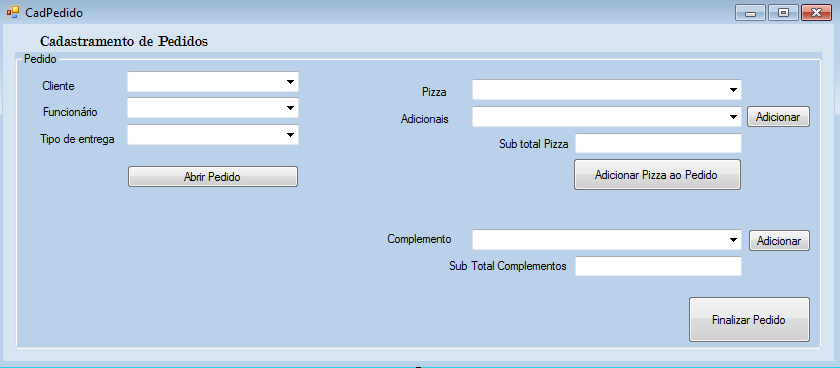 CadPedido
Cadastramento de Pedidos
Pedido
Cliente
Funcionário
Tipo de entrega
Abrir Pedido
Pizza
Adicionais
Adicionar
Sub total Pizza
Adicionar Pizza ao Pedido
Complemento
Adicionar
Sub Total Complementos
Finalizar Pedido